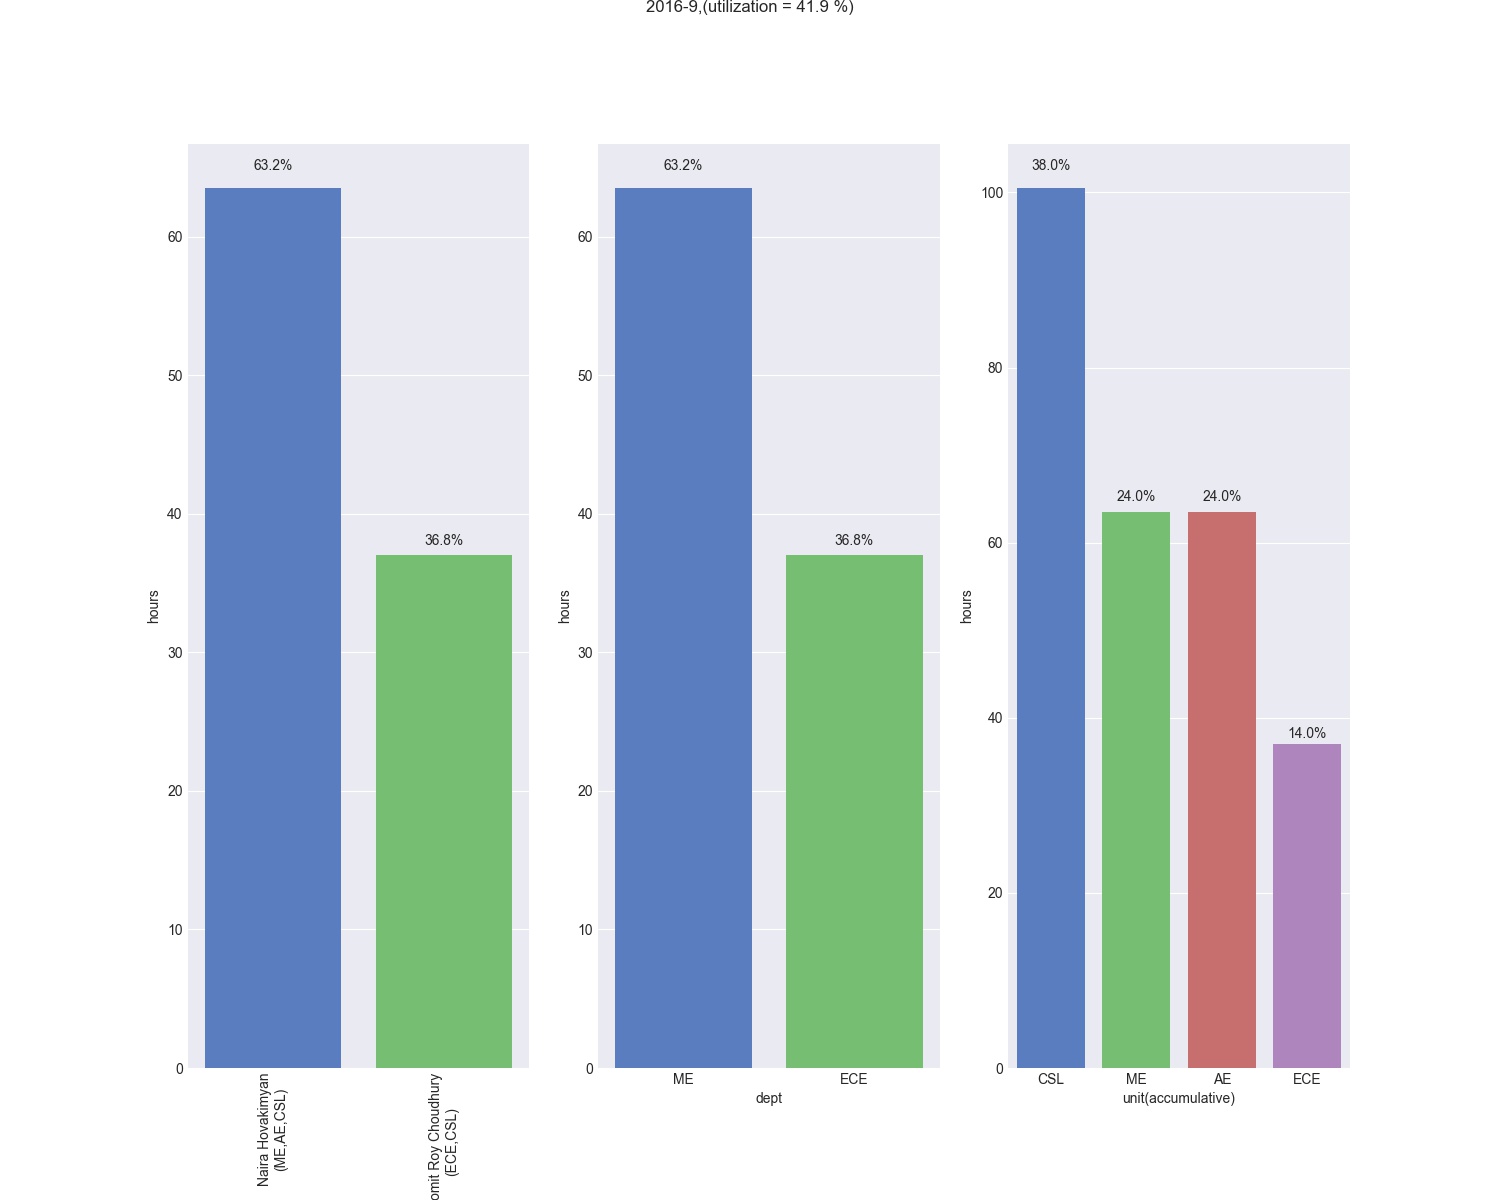 2016-9,(utilization = 41.9 %)
63.2%
36.8%
60
50
40
30
20
10
0
hours
Naira Hovakimyan
(ME,AE,CSL)
Roy Choudhury
(ECE,CSL)
63.2%
36.8%
60
50
40
30
20
10
0
hours
ME
ECE
dept
38.0%
24.0%
24.0%
14.0%
100
80
60
40
20
0
hours
CSL
ME
AE
ECE
unit(accumulative)